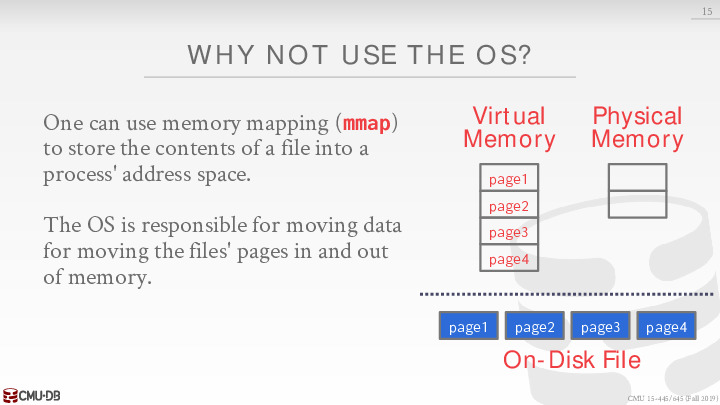 15
WHY NOT USE THE OS?
One can use memory mapping (mmap)
to store the contents of a file into a
process' address space.
The OS is responsible for moving data
for moving the files' pages in and out
of memory.
Virtual
Memory
page1
page2
page3
page4
Physical
Memory
page1 page2 page3 page4
On-Disk File
CMU·DB
CMU 15-445/645 (Fall 2019)